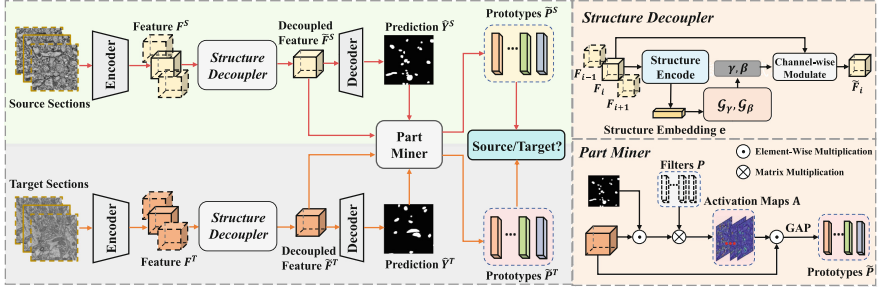 Feature F^S
Decoupled
Feature F̃^S
Prediction Ŷ^S
Prototypes P̃^S
Encoder
Structure
Decoupler
Decoder
Source Sections
Part
Miner
Source/Target?
Target Sections
Encoder
Structure
Decoupler
Decoder
Feature F^T
Decoupled
Feature F̃^T
Prediction Ŷ^T
Prototypes P̃^T
Structure Decoupler
F_{i-1}
F_i
F_{i+1}
Structure
Encode
γ, β
Channel-wise
Modulate
F̃_i
G_γ, G_β
Structure Embedding e
Part Miner
Element-Wise Multiplication
Matrix Multiplication
Filters P
Activation Maps A
GAP
Prototypes P̃